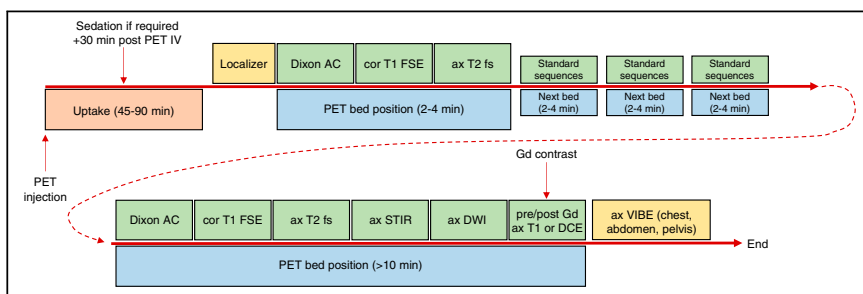 Sedation if required
+30 min post PET IV
Localizer
Dixon AC
cor T1 FSE
ax T2 fs
Standard
sequences
Standard
sequences
Standard
sequences
Uptake (45-90 min)
PET bed position (2-4 min)
Next bed
(2-4 min)
Next bed
(2-4 min)
Next bed
(2-4 min)
PET
injection
Gd contrast
Dixon AC
cor T1 FSE
ax T2 fs
ax STIR
ax DWI
pre/post Gd
ax T1 or DCE
ax VIBE (chest,
abdomen, pelvis)
End
PET bed position (>10 min)